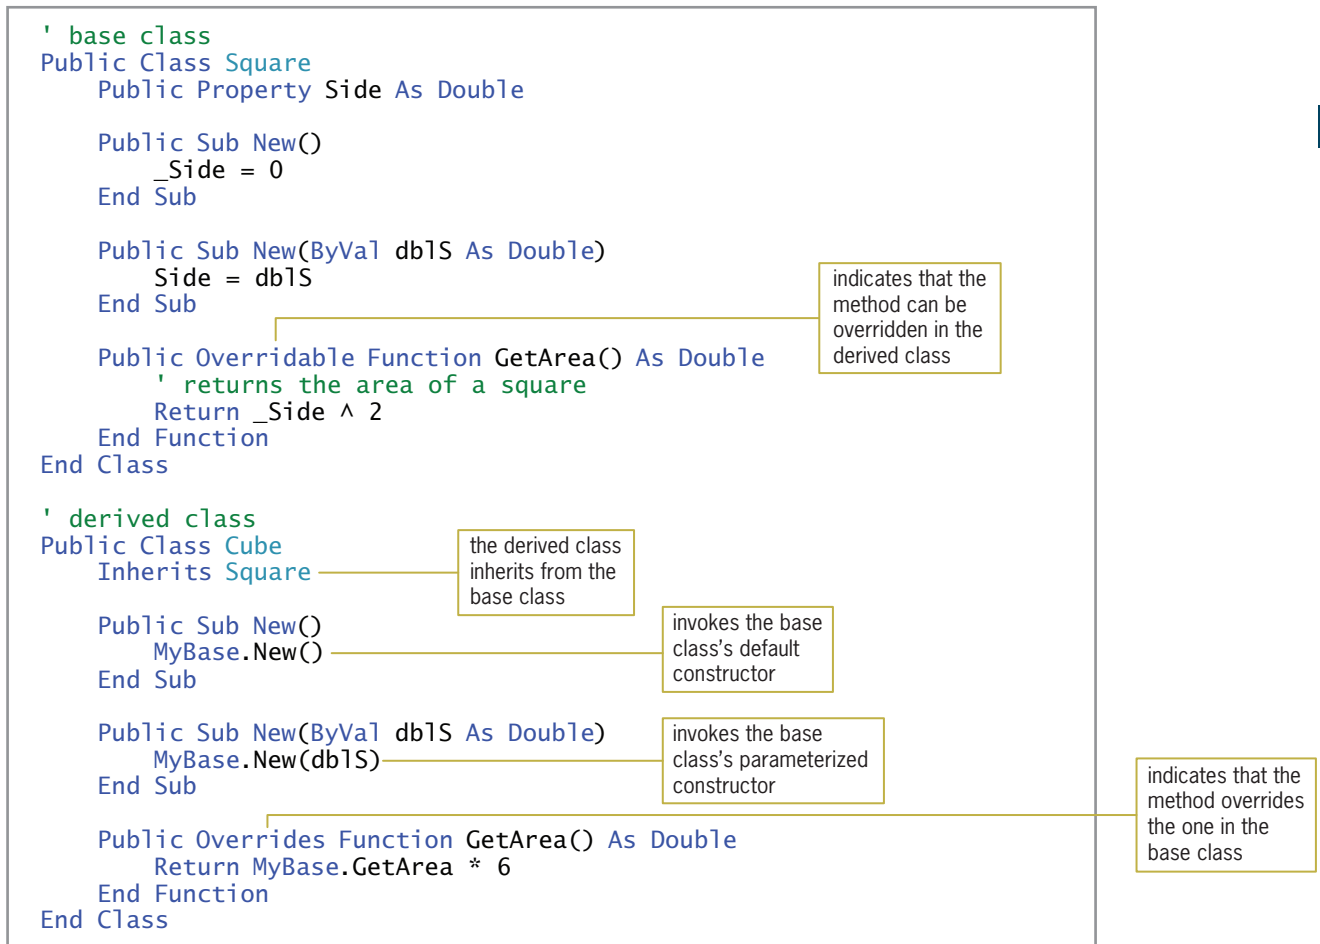 ' base class
Public Class Square
Public Property Side As Double
Public Sub New()
_Side = 0
End Sub
Public Sub New(ByVal dblS As Double)
Side = dblS
End Sub
indicates that the
method can be
overridden in the
derived class
Public Overridable Function GetArea() As Double
' returns the area of a square
Return _Side ^ 2
End Function
End Class
' derived class
Public Class Cube
Inherits Square
the derived class
inherits from the
base class
Public Sub New()
MyBase.New()
End Sub
invokes the base
class's default
constructor
Public Sub New(ByVal dblS As Double)
MyBase.New(dblS)
End Sub
invokes the base
class's parameterized
constructor
indicates that the
method overrides
the one in the
base class
Public Overrides Function GetArea() As Double
Return MyBase.GetArea * 6
End Function
End Class